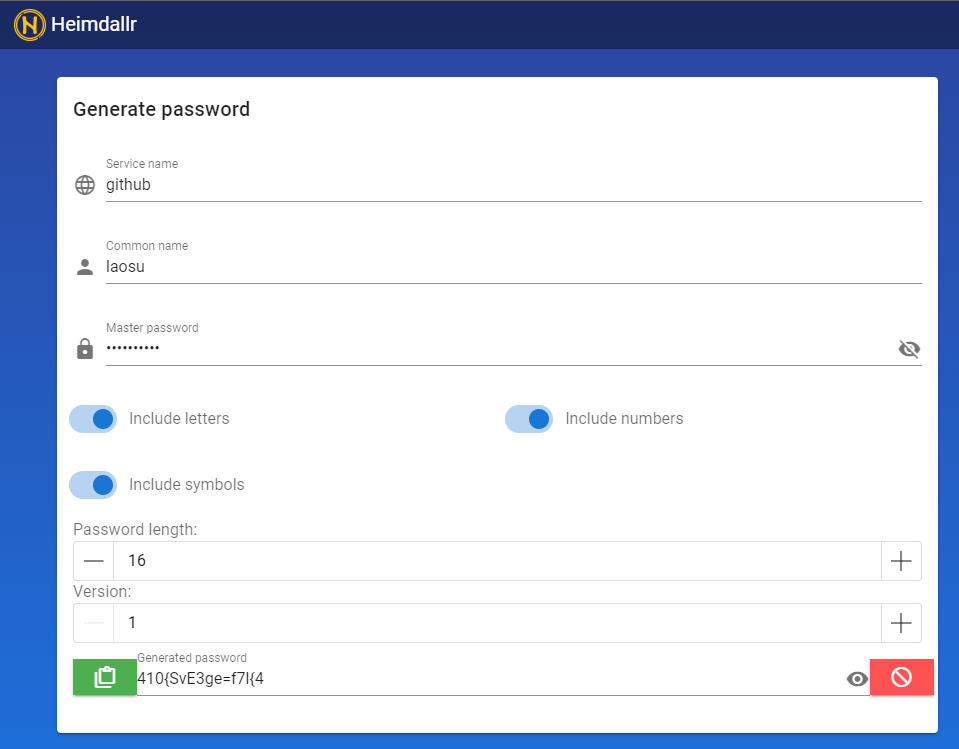 Heimdallr
Generate password
Service name
github
Common name
laosu
Master password
••••••••••
Include letters
Include numbers
Include symbols
Password length:
16
Version:
1
Generated password
410{SvE3ge=f7I{4